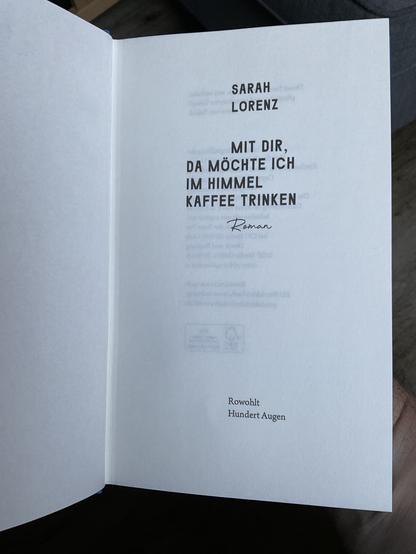 SARAH
LORENZ
MIT DIR,
DA MÖCHTE ICH
IM HIMMEL
KAFFEE TRINKEN
Roman
Rowohlt
Hundert Augen